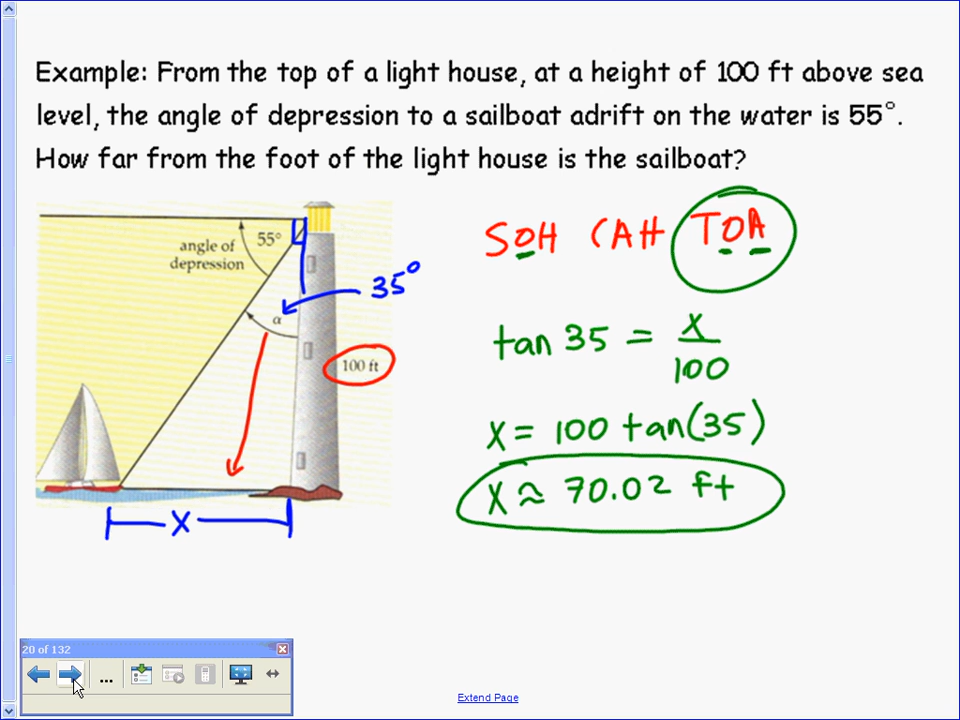 Example: From the top of a light house, at a height of 100 ft above sea
level, the angle of depression to a sailboat adrift on the water is 55°.
How far from the foot of the light house is the sailboat?
55°
angle of
depression
35°
α
100 ft
X
SOH CAH TOA
tan 35 = X/100
X = 100 tan(35)
X ≈ 70.02 ft
20 of 132
...
Extend Page